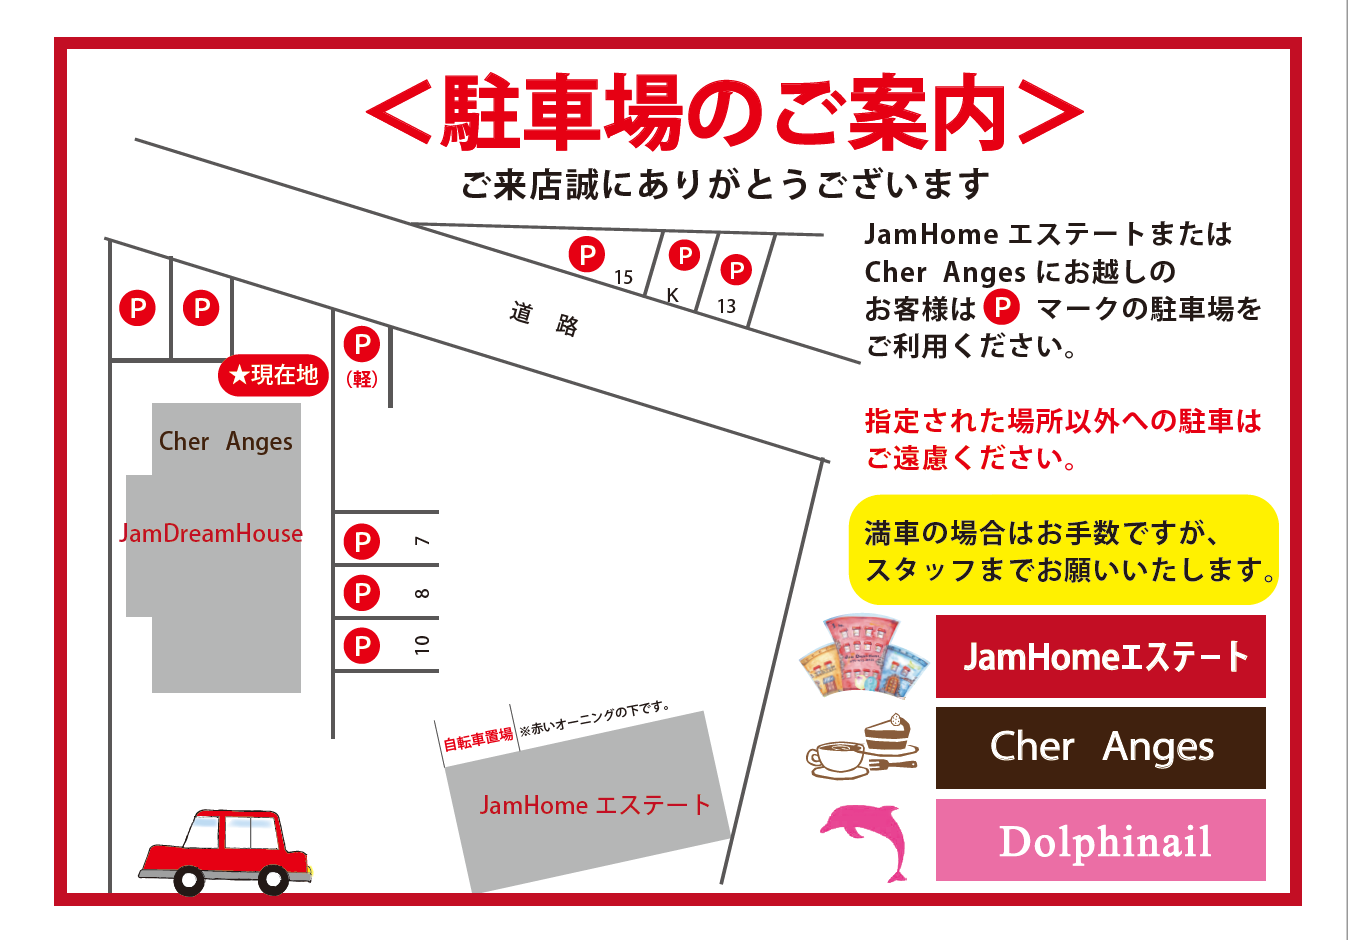 ＜駐車場のご案内＞
ご来店誠にありがとうございます
JamHome エステートまたは
Cher Anges にお越しの
お客様は P マークの駐車場を
ご利用ください。
指定された場所以外への駐車は
ご遠慮ください。
満車の場合はお手数ですが、
スタッフまでお願いいたします。
P
15
P
K
P
13
道 路
P
P
P
（軽）
★現在地
Cher Anges
JamDreamHouse
P
7
P
8
P
10
自転車置場
※赤いオーニングの下です。
JamHome エステート
JamHomeエステート
Cher Anges
Dolphinail